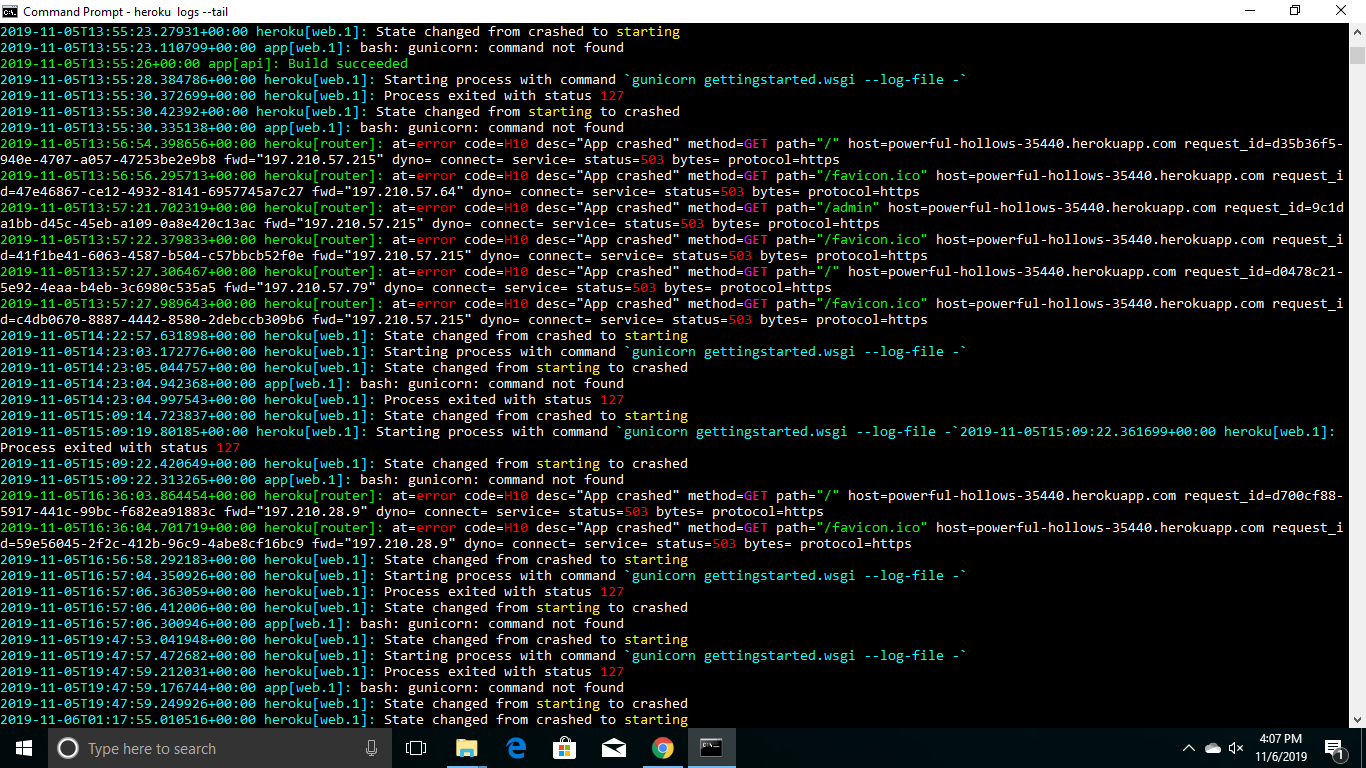 Command Prompt - heroku  logs --tail
2019-11-05T13:55:23.27931+00:00 heroku[web.1]: State changed from crashed to starting
2019-11-05T13:55:23.110799+00:00 app[web.1]: bash: gunicorn: command not found
2019-11-05T13:55:26+00:00 app[api]: Build succeeded
2019-11-05T13:55:28.384786+00:00 heroku[web.1]: Starting process with command `gunicorn gettingstarted.wsgi --log-file -`
2019-11-05T13:55:30.372699+00:00 heroku[web.1]: Process exited with status 127
2019-11-05T13:55:30.42392+00:00 heroku[web.1]: State changed from starting to crashed
2019-11-05T13:55:30.335138+00:00 app[web.1]: bash: gunicorn: command not found
2019-11-05T13:56:54.398656+00:00 heroku[router]: at=error code=H10 desc="App crashed" method=GET path="/" host=powerful-hollows-35440.herokuapp.com request_id=d35b36f5-
940e-4707-a057-47253be2e9b8 fwd="197.210.57.215" dyno= connect= service= status=503 bytes= protocol=https
2019-11-05T13:56:56.295713+00:00 heroku[router]: at=error code=H10 desc="App crashed" method=GET path="/favicon.ico" host=powerful-hollows-35440.herokuapp.com request_i
d=47e46867-ce12-4932-8141-6957745a7c27 fwd="197.210.57.64" dyno= connect= service= status=503 bytes= protocol=https
2019-11-05T13:57:21.702319+00:00 heroku[router]: at=error code=H10 desc="App crashed" method=GET path="/admin" host=powerful-hollows-35440.herokuapp.com request_id=9c1d
a1bb-d45c-45eb-a109-0a8e420c13ac fwd="197.210.57.215" dyno= connect= service= status=503 bytes= protocol=https
2019-11-05T13:57:22.379833+00:00 heroku[router]: at=error code=H10 desc="App crashed" method=GET path="/favicon.ico" host=powerful-hollows-35440.herokuapp.com request_i
d=41f1be41-6063-4587-b504-c57bbcb52f0e fwd="197.210.57.215" dyno= connect= service= status=503 bytes= protocol=https
2019-11-05T13:57:27.306467+00:00 heroku[router]: at=error code=H10 desc="App crashed" method=GET path="/" host=powerful-hollows-35440.herokuapp.com request_id=d0478c21-
5e92-4eaa-b4eb-3c6980c535a5 fwd="197.210.57.79" dyno= connect= service= status=503 bytes= protocol=https
2019-11-05T13:57:27.989643+00:00 heroku[router]: at=error code=H10 desc="App crashed" method=GET path="/favicon.ico" host=powerful-hollows-35440.herokuapp.com request_i
d=c4db0670-8887-4442-8580-2debccb309b6 fwd="197.210.57.215" dyno= connect= service= status=503 bytes= protocol=https
2019-11-05T14:22:57.631898+00:00 heroku[web.1]: State changed from crashed to starting
2019-11-05T14:23:03.172776+00:00 heroku[web.1]: Starting process with command `gunicorn gettingstarted.wsgi --log-file -`
2019-11-05T14:23:05.044757+00:00 heroku[web.1]: State changed from starting to crashed
2019-11-05T14:23:04.942368+00:00 app[web.1]: bash: gunicorn: command not found
2019-11-05T14:23:04.997543+00:00 heroku[web.1]: Process exited with status 127
2019-11-05T15:09:14.723837+00:00 heroku[web.1]: State changed from crashed to starting
2019-11-05T15:09:19.80185+00:00 heroku[web.1]: Starting process with command `gunicorn gettingstarted.wsgi --log-file -`2019-11-05T15:09:22.361699+00:00 heroku[web.1]:
Process exited with status 127
2019-11-05T15:09:22.420649+00:00 heroku[web.1]: State changed from starting to crashed
2019-11-05T15:09:22.313265+00:00 app[web.1]: bash: gunicorn: command not found
2019-11-05T16:36:03.864454+00:00 heroku[router]: at=error code=H10 desc="App crashed" method=GET path="/" host=powerful-hollows-35440.herokuapp.com request_id=d700cf88-
5917-441c-99bc-f682ea91883c fwd="197.210.28.9" dyno= connect= service= status=503 bytes= protocol=https
2019-11-05T16:36:04.701719+00:00 heroku[router]: at=error code=H10 desc="App crashed" method=GET path="/favicon.ico" host=powerful-hollows-35440.herokuapp.com request_i
d=59e56045-2f2c-412b-96c9-4abe8cf16bc9 fwd="197.210.28.9" dyno= connect= service= status=503 bytes= protocol=https
2019-11-05T16:56:58.292183+00:00 heroku[web.1]: State changed from crashed to starting
2019-11-05T16:57:04.350926+00:00 heroku[web.1]: Starting process with command `gunicorn gettingstarted.wsgi --log-file -`
2019-11-05T16:57:06.363059+00:00 heroku[web.1]: Process exited with status 127
2019-11-05T16:57:06.412006+00:00 heroku[web.1]: State changed from starting to crashed
2019-11-05T16:57:06.300946+00:00 app[web.1]: bash: gunicorn: command not found
2019-11-05T19:47:53.041948+00:00 heroku[web.1]: State changed from crashed to starting
2019-11-05T19:47:57.472682+00:00 heroku[web.1]: Starting process with command `gunicorn gettingstarted.wsgi --log-file -`
2019-11-05T19:47:59.212031+00:00 heroku[web.1]: Process exited with status 127
2019-11-05T19:47:59.176744+00:00 app[web.1]: bash: gunicorn: command not found
2019-11-05T19:47:59.249926+00:00 heroku[web.1]: State changed from starting to crashed
2019-11-06T01:17:55.010516+00:00 heroku[web.1]: State changed from crashed to starting
Type here to search
4:07 PM
11/6/2019
1